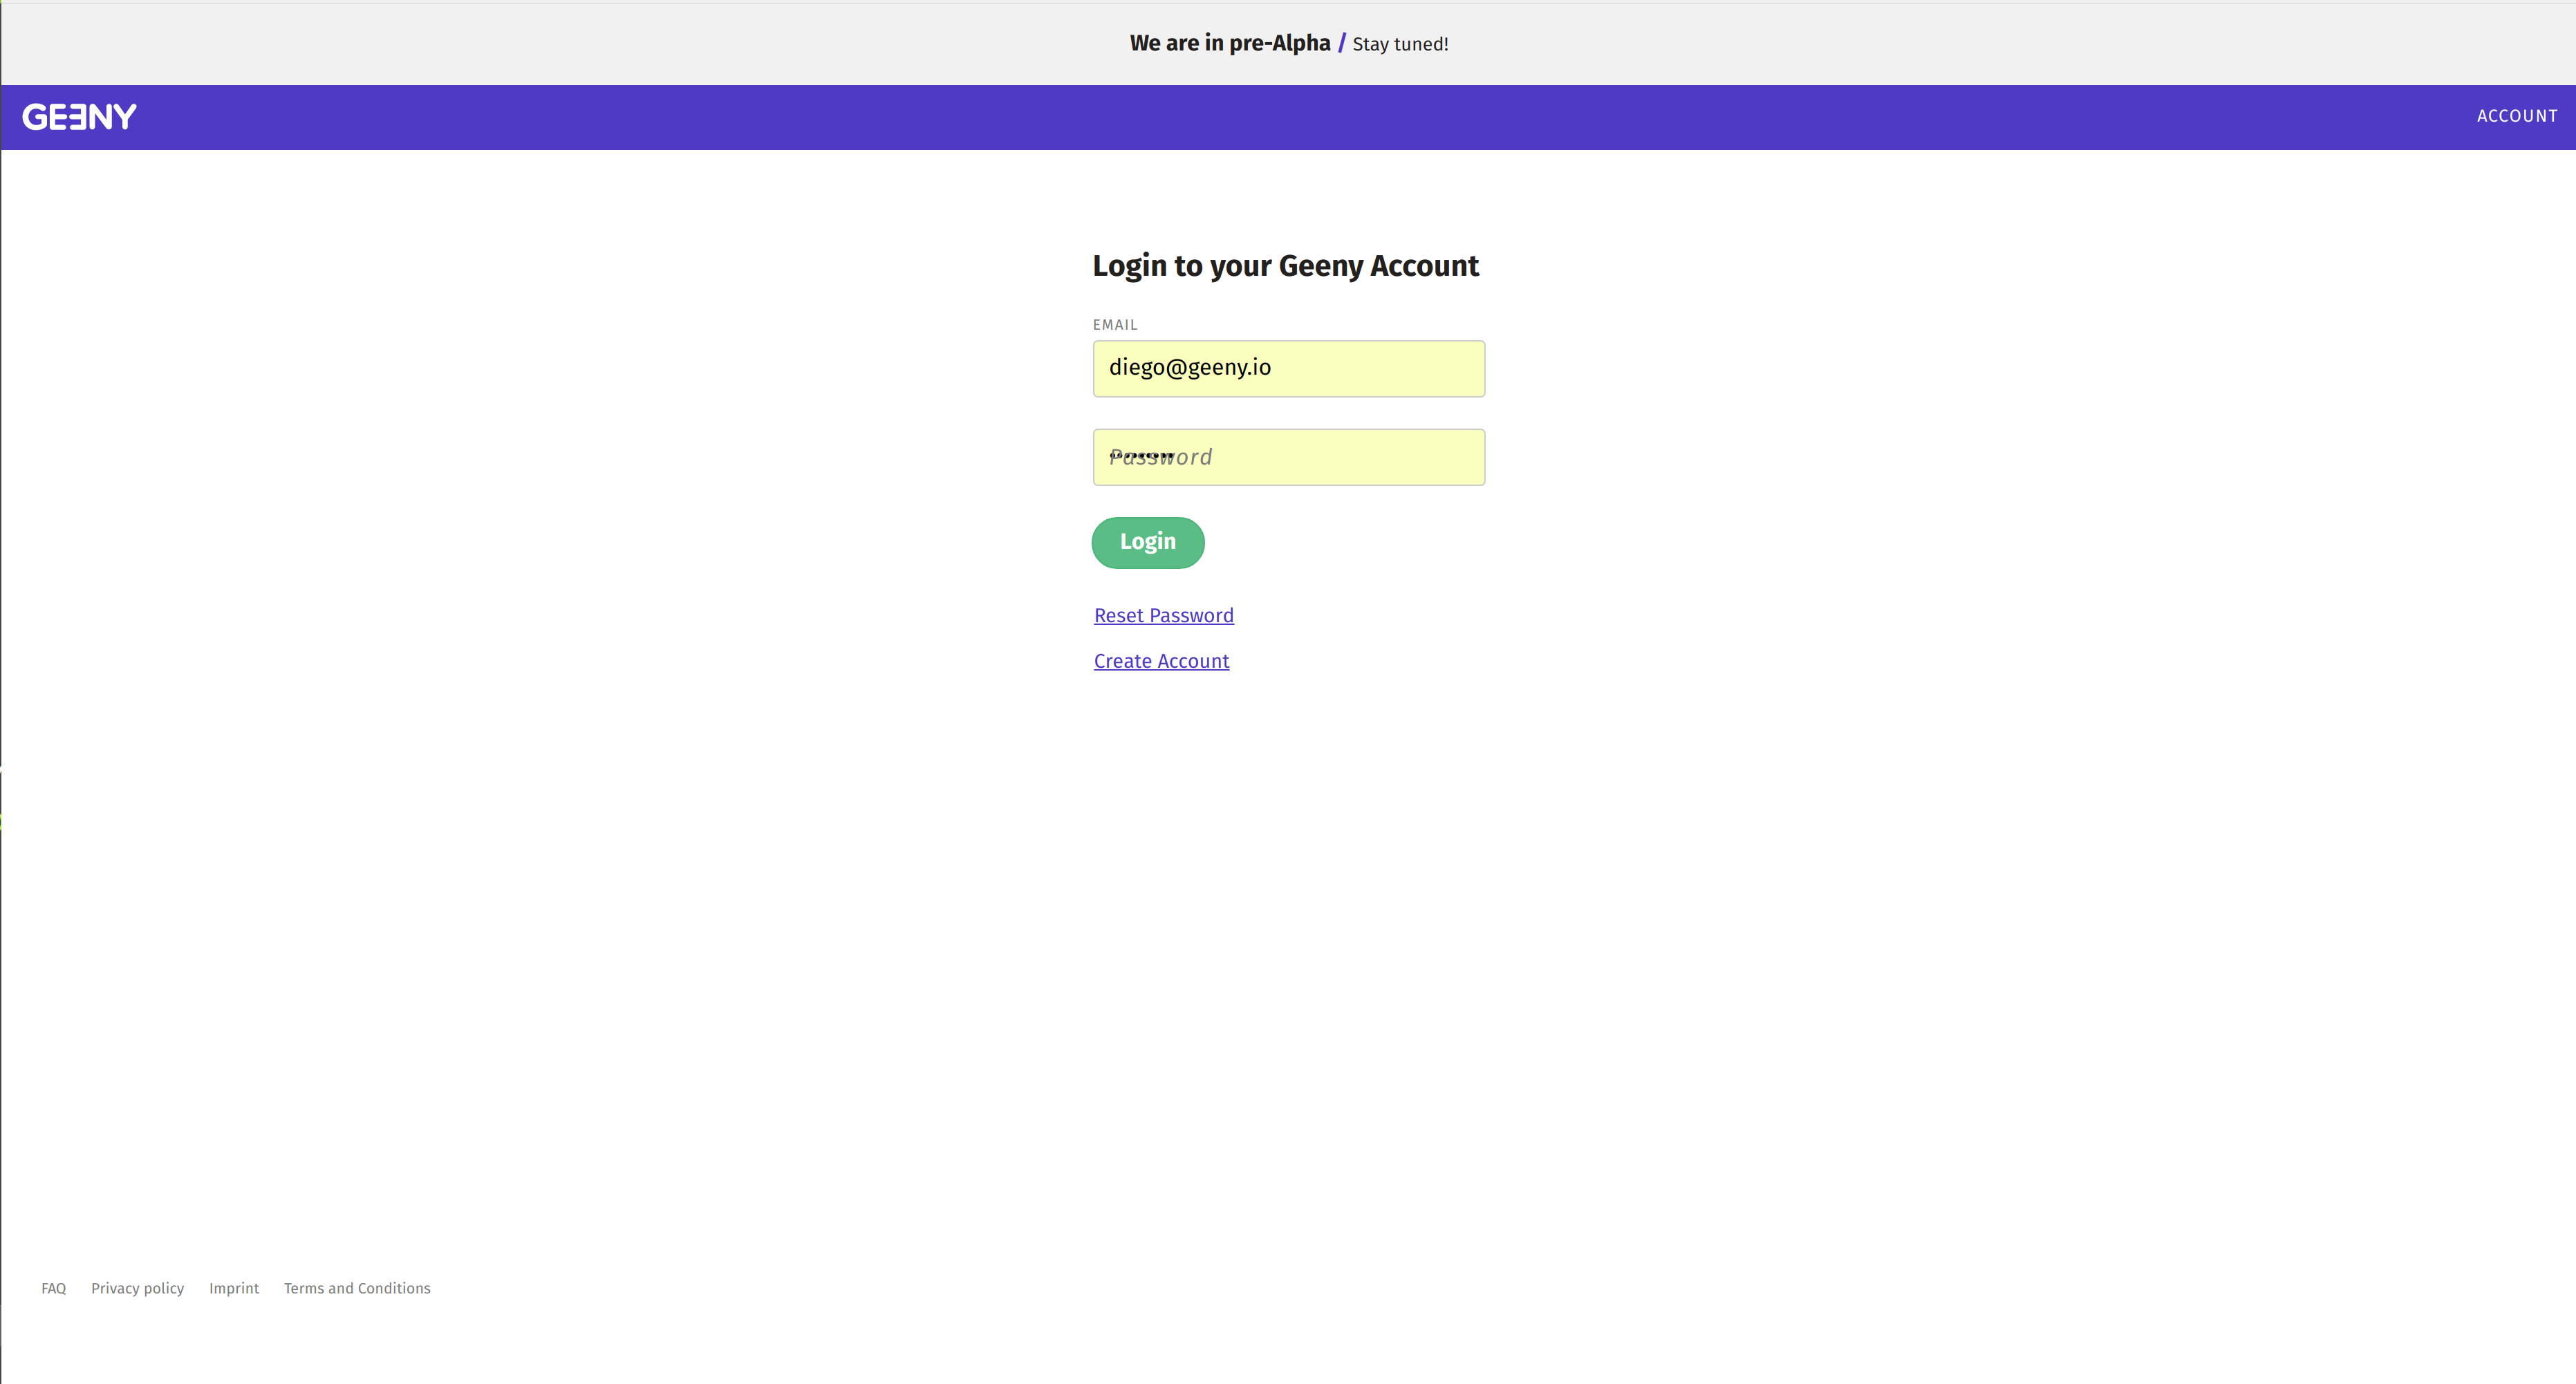 We are in pre-Alpha / Stay tuned!
GEENY
ACCOUNT
Login to your Geeny Account
EMAIL
diego@geeny.io
Password
Login
Reset Password
Create Account
FAQ Privacy policy Imprint Terms and Conditions